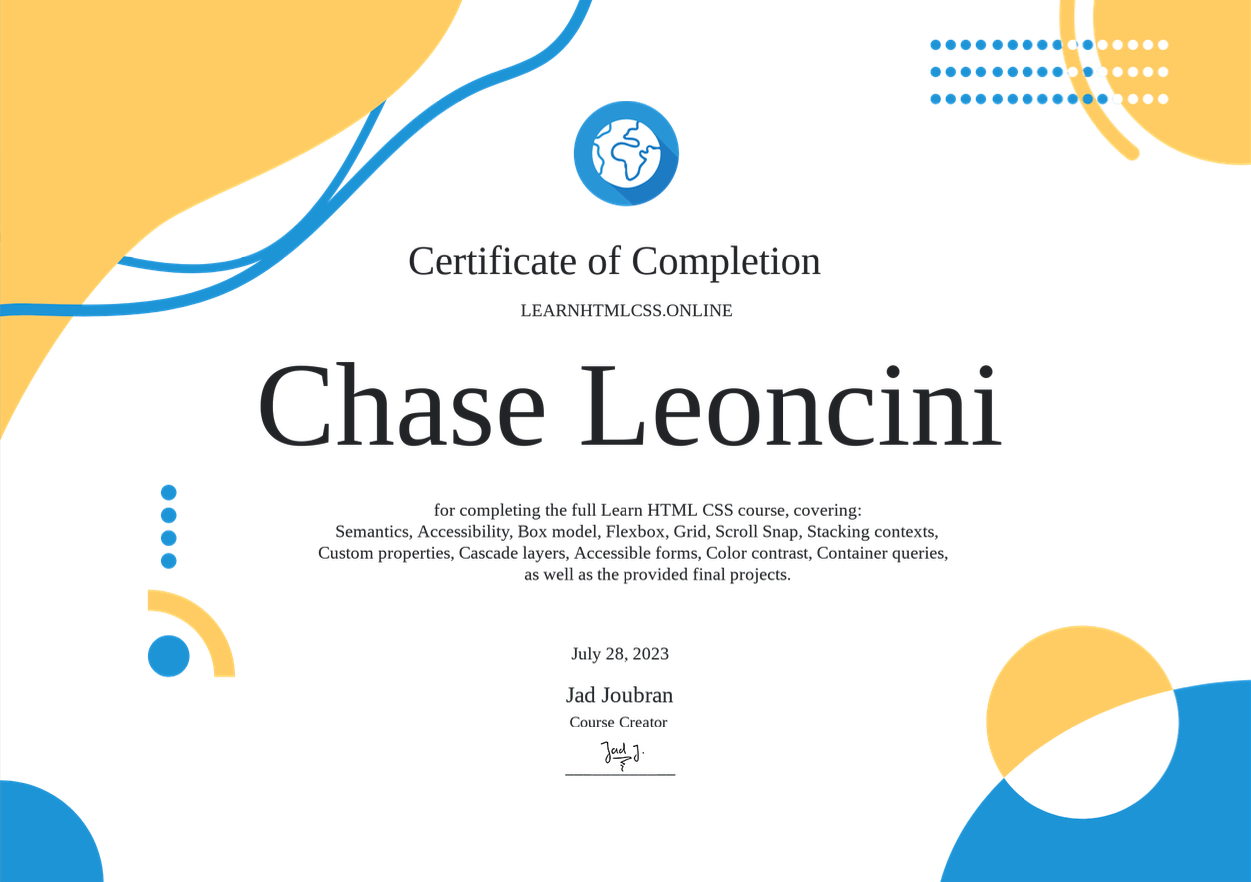 Certificate of Completion
LEARNHTMLCSS.ONLINE
Chase Leoncini
for completing the full Learn HTML CSS course, covering:
Semantics, Accessibility, Box model, Flexbox, Grid, Scroll Snap, Stacking contexts,
Custom properties, Cascade layers, Accessible forms, Color contrast, Container queries,
as well as the provided final projects.
July 28, 2023
Jad Joubran
Course Creator
Jad J.